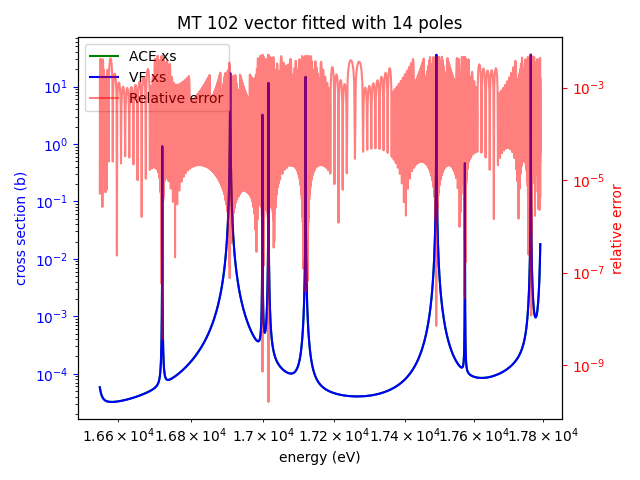 MT 102 vector fitted with 14 poles
ACE xs
VF xs
Relative error
cross section (b)
10¹
10⁰
10⁻¹
10⁻²
10⁻³
10⁻⁴
10⁻³
10⁻⁵
10⁻⁷
10⁻⁹
relative error
1.66 × 10⁴ 1.68 × 10⁴ 1.7 × 10⁴ 1.72 × 10⁴ 1.74 × 10⁴ 1.76 × 10⁴ 1.78 × 10⁴
energy (eV)